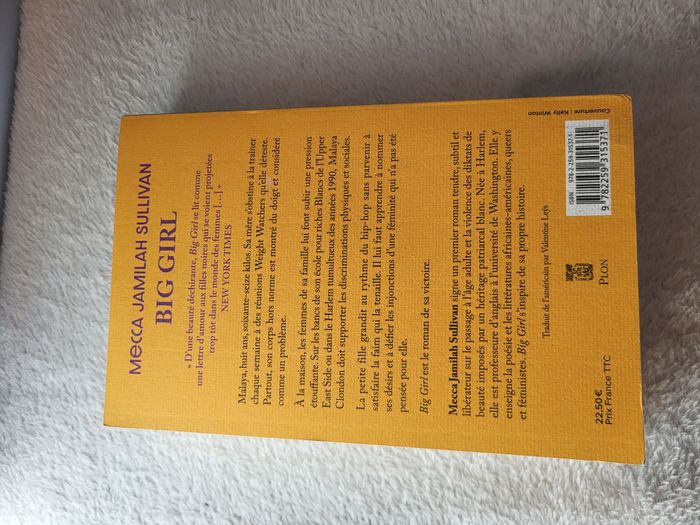 MECCA JAMILAH SULLIVAN
BIG GIRL
« D'une beauté déchirante, Big Girl se lit comme
une lettre d'amour aux filles noires qui se voient projetées
trop tôt dans le monde des femmes [...] »
NEW YORK TIMES
Malaya, huit ans, soixante-seize kilos. Sa mère s'obstine à la traîner
chaque semaine à des réunions Weight Watchers qu'elle déteste.
Partout, son corps hors norme est montré du doigt et considéré
comme un problème.
À la maison, les femmes de sa famille lui font subir une pression
étouffante. Sur les bancs de son école pour riches Blancs de l'Upper
East Side ou dans le Harlem tumultueux des années 1990, Malaya
Clondon doit supporter les discriminations physiques et sociales.
La petite fille grandit au rythme du hip-hop sans parvenir à
satisfaire la faim qui la tenaille. Il lui faut apprendre à nommer
ses désirs et à défier les injonctions d'une féminité qui n'a pas été
pensée pour elle.
Big Girl est le roman de sa victoire.
Mecca Jamilah Sullivan signe un premier roman tendre, subtil et
libérateur sur le passage à l'âge adulte et la violence des diktats de
beauté imposés par un héritage patriarcal blanc. Née à Harlem,
elle est professeure d'anglais à l'université de Washington. Elle y
enseigne la poésie et les littératures africaines-américaines, queers
et féministes. Big Girl s'inspire de sa propre histoire.
Traduit de l'américain par Valentine Leÿs
22,50 €
Prix France TTC
PLON
ISBN : 978-2-259-31537-1
9 782259 315371
Couverture : Kelly Winton